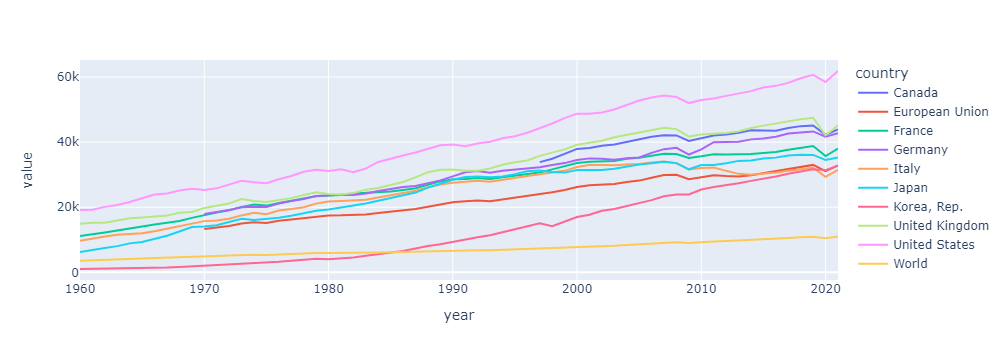 country
Canada
European Union
France
Germany
Italy
Japan
Korea, Rep.
United Kingdom
United States
World
value
60k
40k
20k
0
1960 1970 1980 1990 2000 2010 2020
year